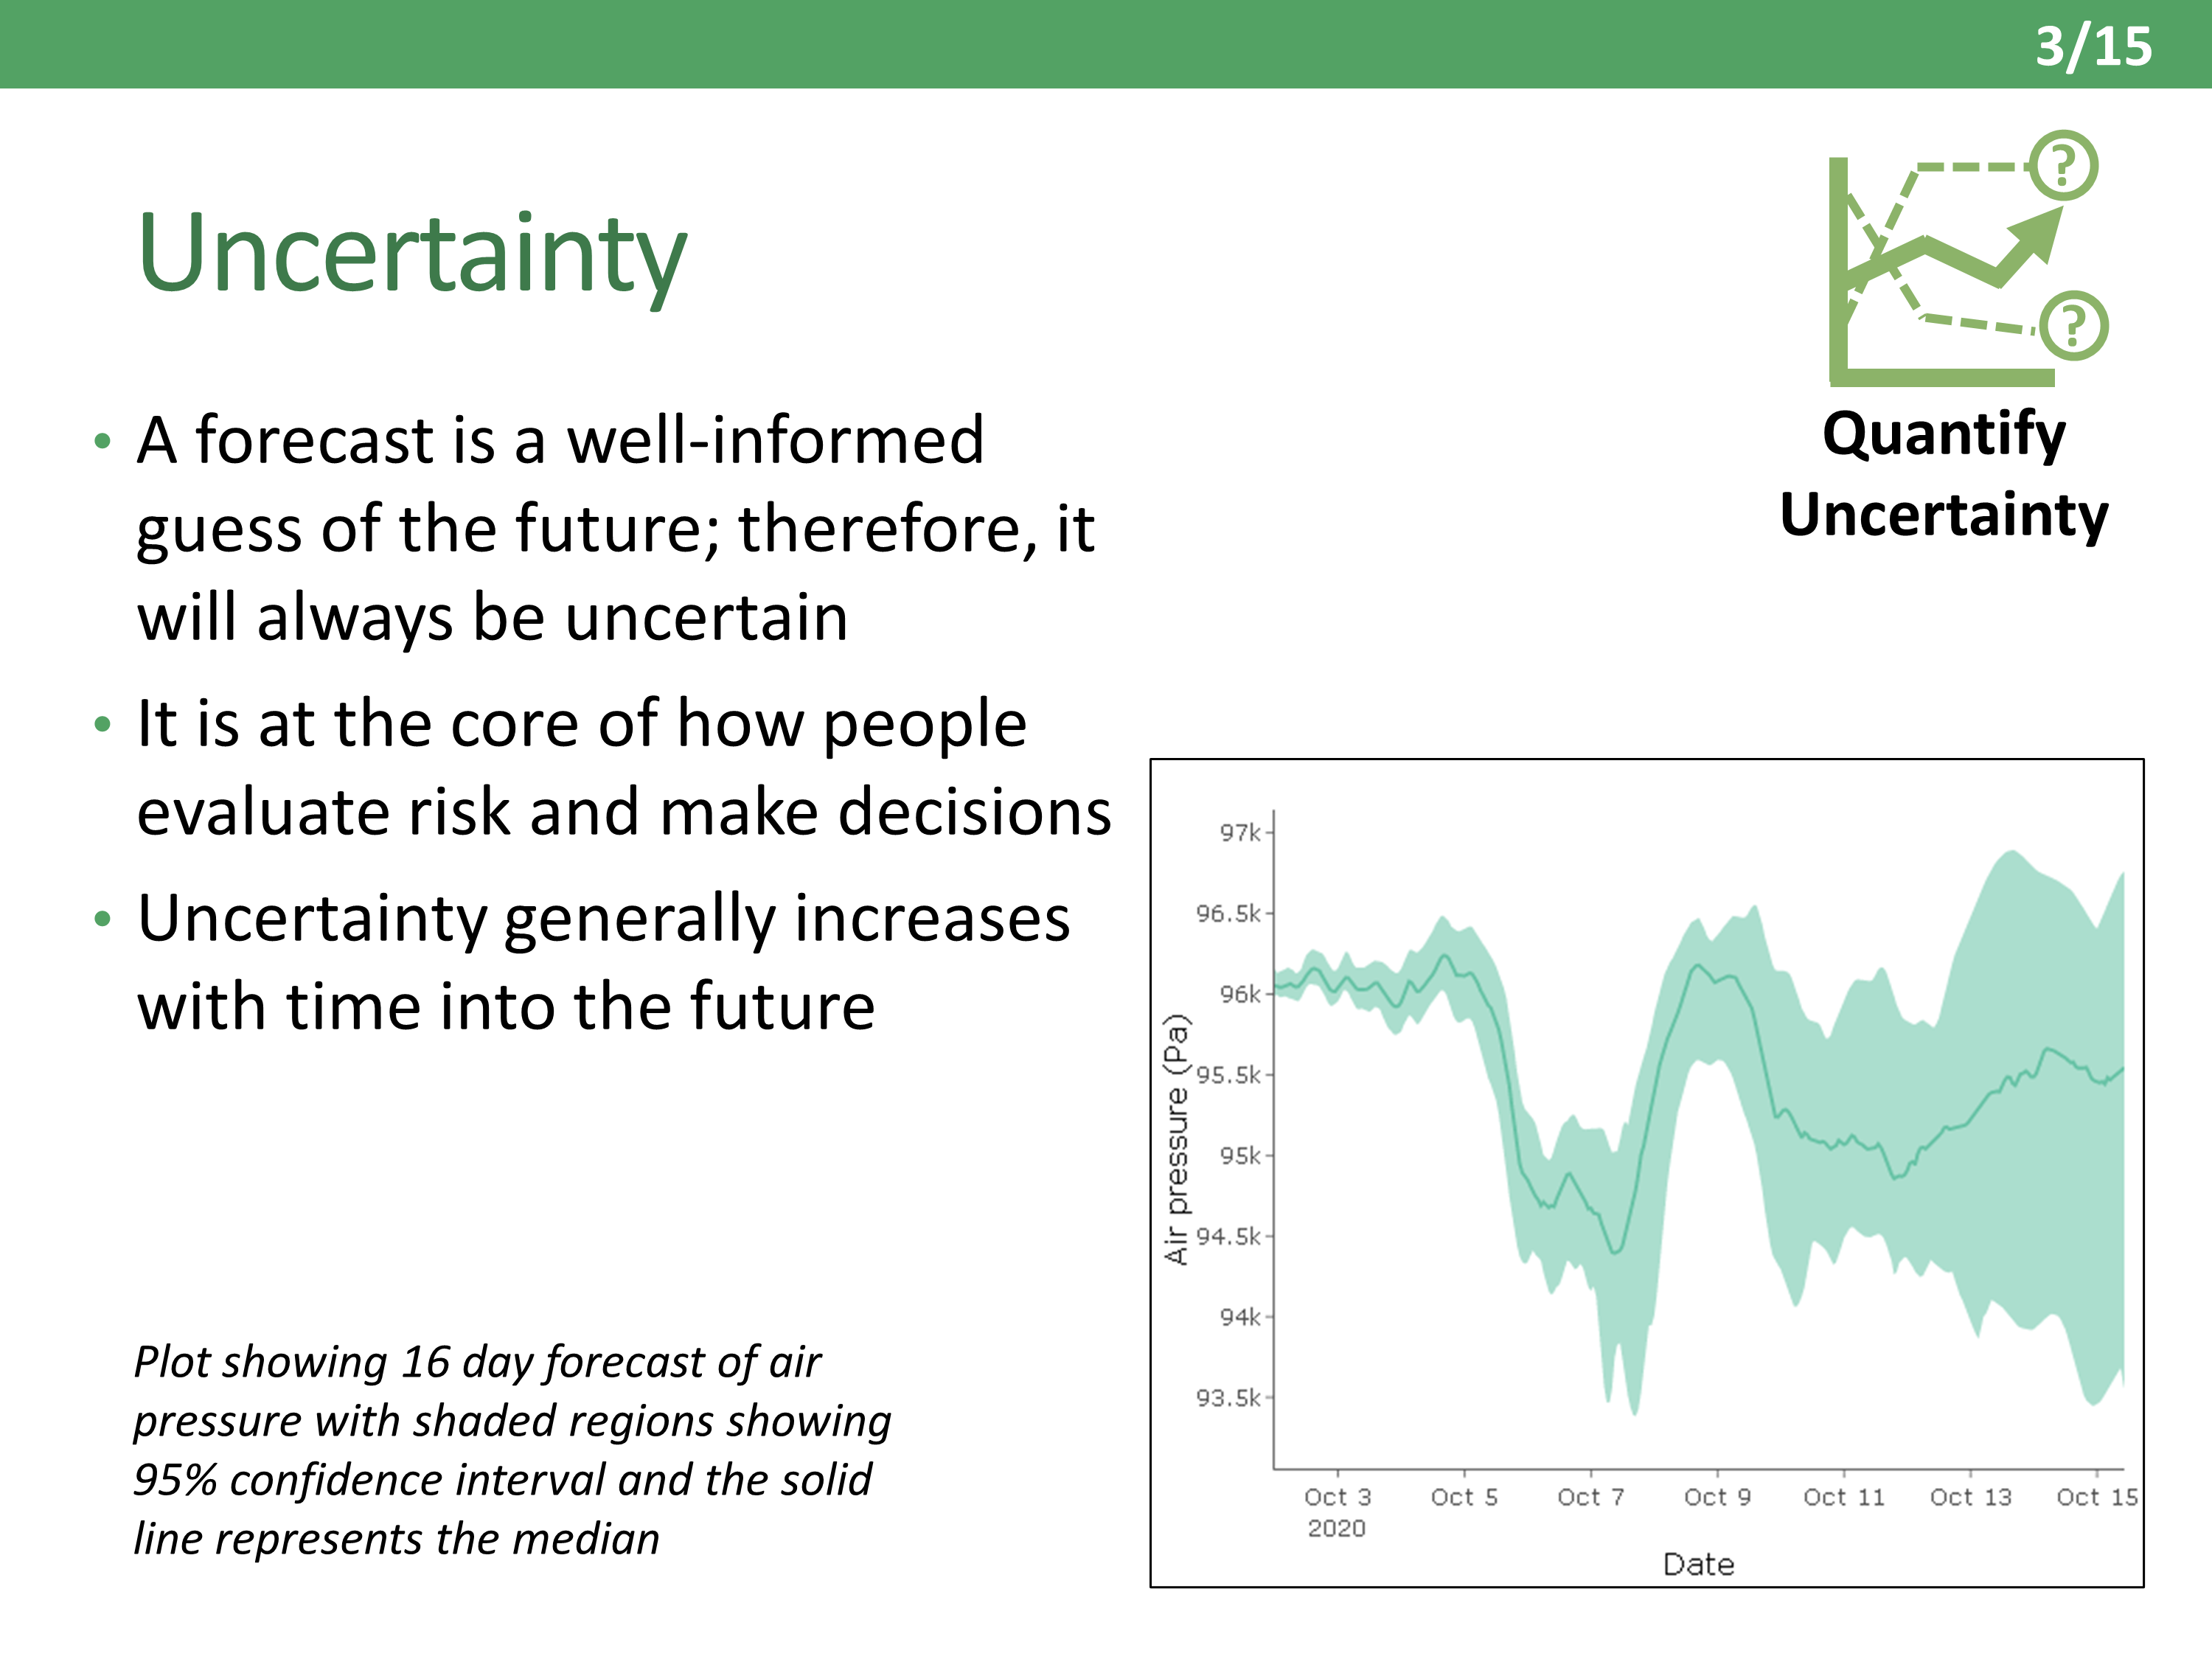 3/15
Uncertainty
?
?
Quantify
Uncertainty
• A forecast is a well-informed
guess of the future; therefore, it
will always be uncertain
• It is at the core of how people
evaluate risk and make decisions
• Uncertainty generally increases
with time into the future
Plot showing 16 day forecast of air
pressure with shaded regions showing
95% confidence interval and the solid
line represents the median
Air pressure (Pa)
97k
96.5k
96k
95.5k
95k
94.5k
94k
93.5k
Oct 3 Oct 5 Oct 7 Oct 9 Oct 11 Oct 13 Oct 15
2020
Date